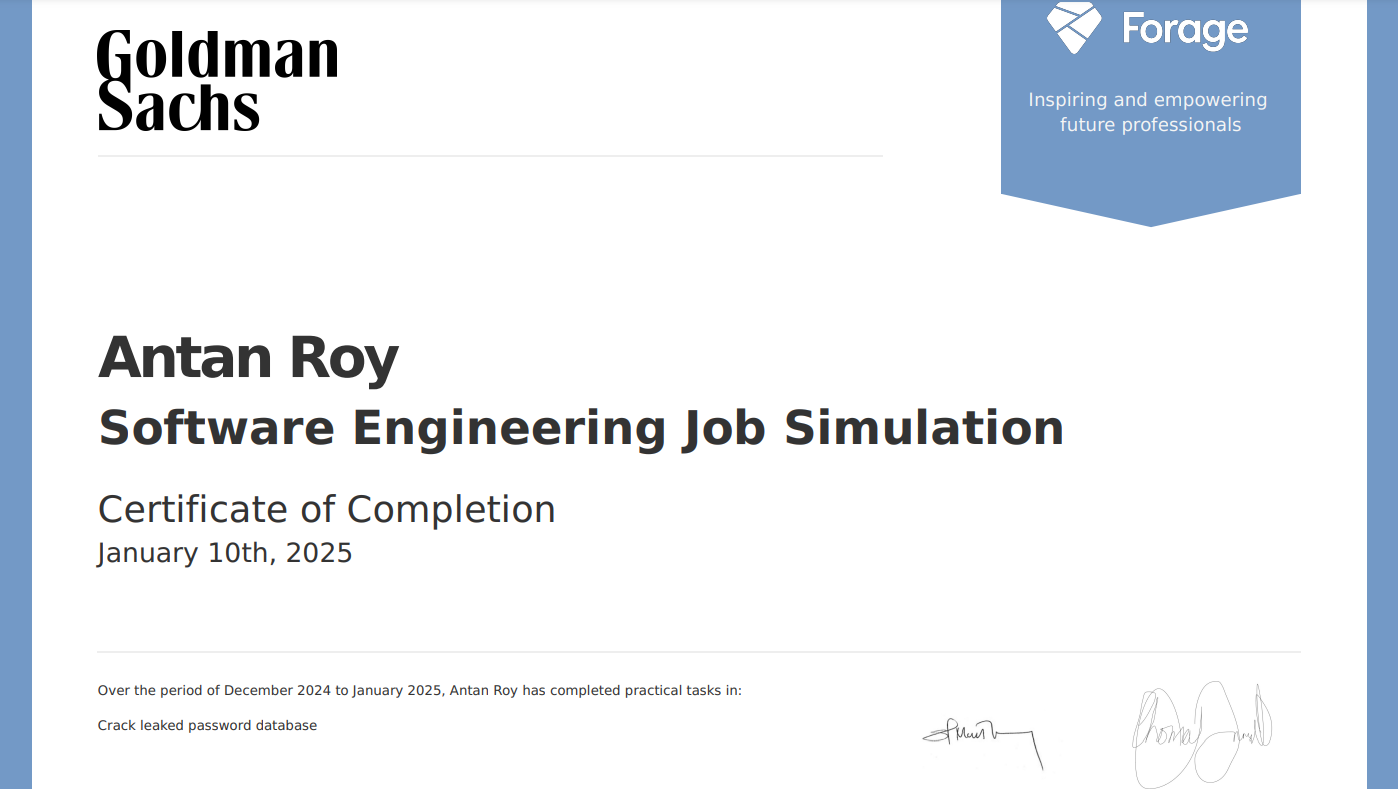 Goldman
Sachs
Forage
Inspiring and empowering
future professionals
Antan Roy
Software Engineering Job Simulation
Certificate of Completion
January 10th, 2025
Over the period of December 2024 to January 2025, Antan Roy has completed practical tasks in:
Crack leaked password database